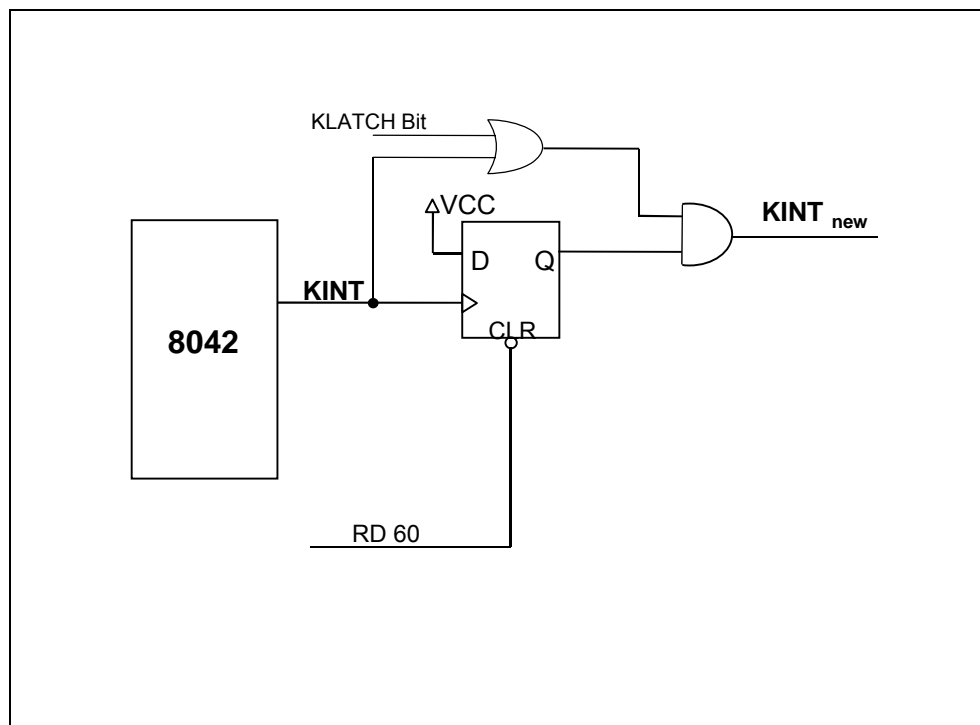 KLATCH Bit
VCC
KINT new
D Q
KINT
CLR
8042
RD 60